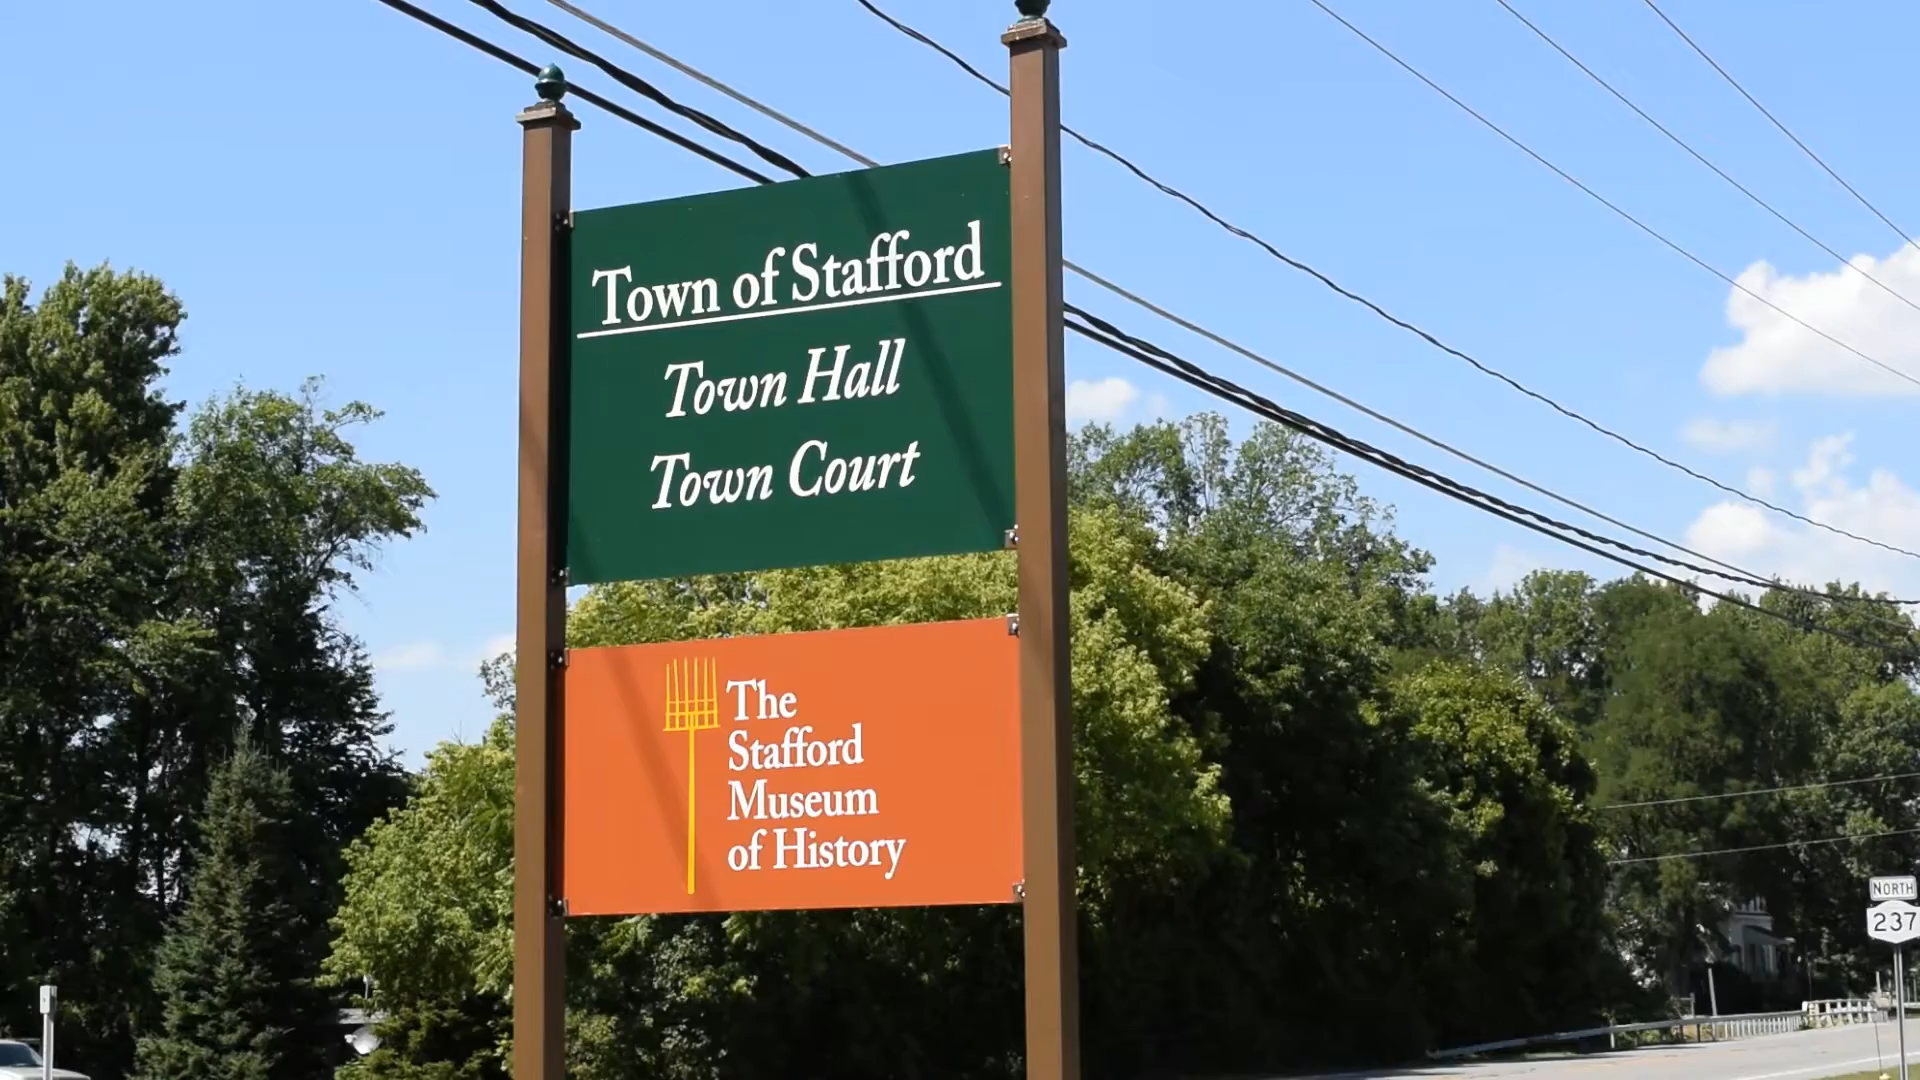 Town of Stafford
Town Hall
Town Court
The
Stafford
Museum
of History
NORTH
237